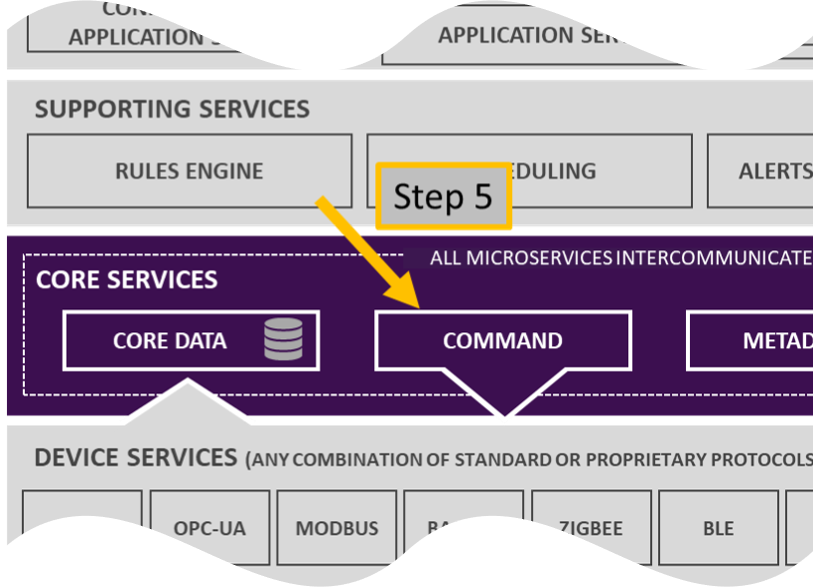 APPLICATION
APPLICATION
SUPPORTING SERVICES
RULES ENGINE
ALERTS
Step 5
ALL MICROSERVICES INTERCOMMUNICATE
CORE SERVICES
CORE DATA
COMMAND
DEVICE SERVICES (ANY COMBINATION OF STANDARD OR PROPRIETARY PROTOCOLS
OPC-UA
MODBUS
ZIGBEE
BLE